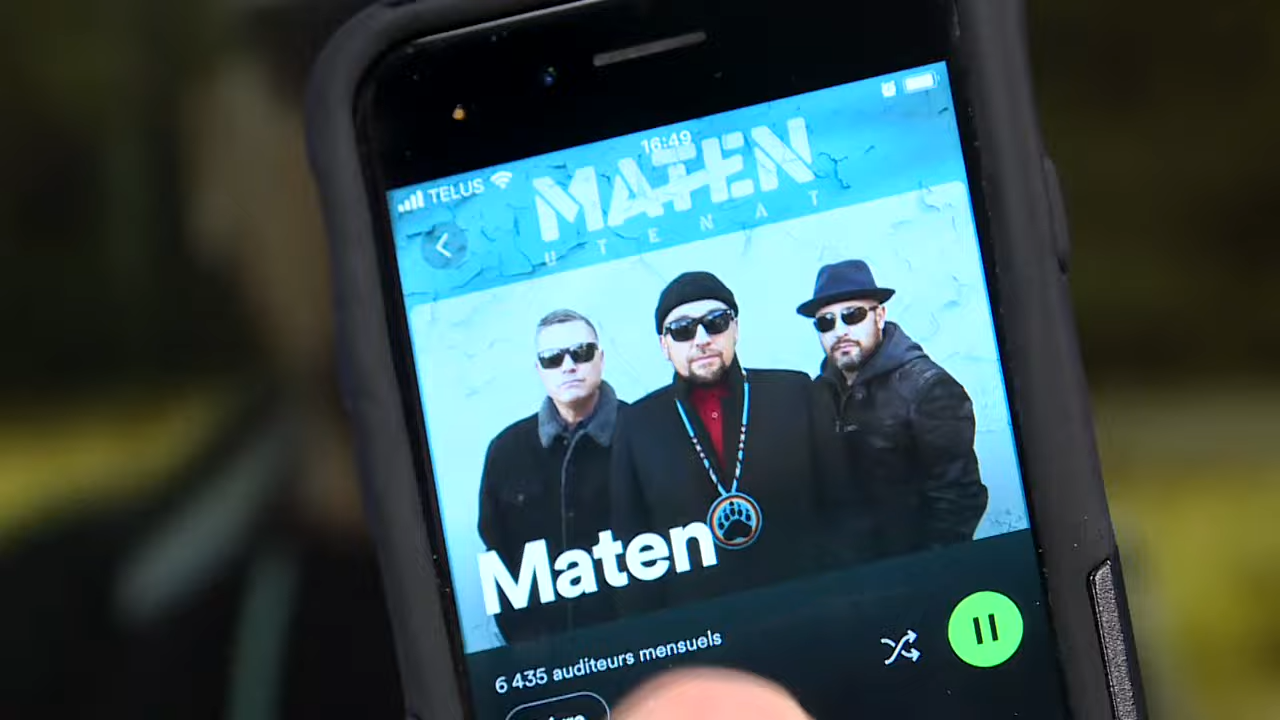 16:49
TELUS
MATEN
UTENAT
Maten
6 435 auditeurs mensuels